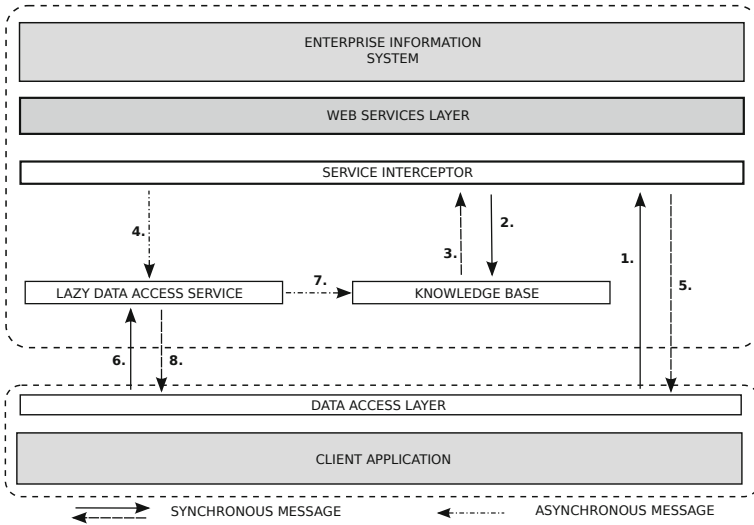 ENTERPRISE INFORMATION
SYSTEM
WEB SERVICES LAYER
SERVICE INTERCEPTOR
4.
2.
3.
1.
5.
7.
LAZY DATA ACCESS SERVICE
KNOWLEDGE BASE
6.
8.
DATA ACCESS LAYER
CLIENT APPLICATION
SYNCHRONOUS MESSAGE
ASYNCHRONOUS MESSAGE